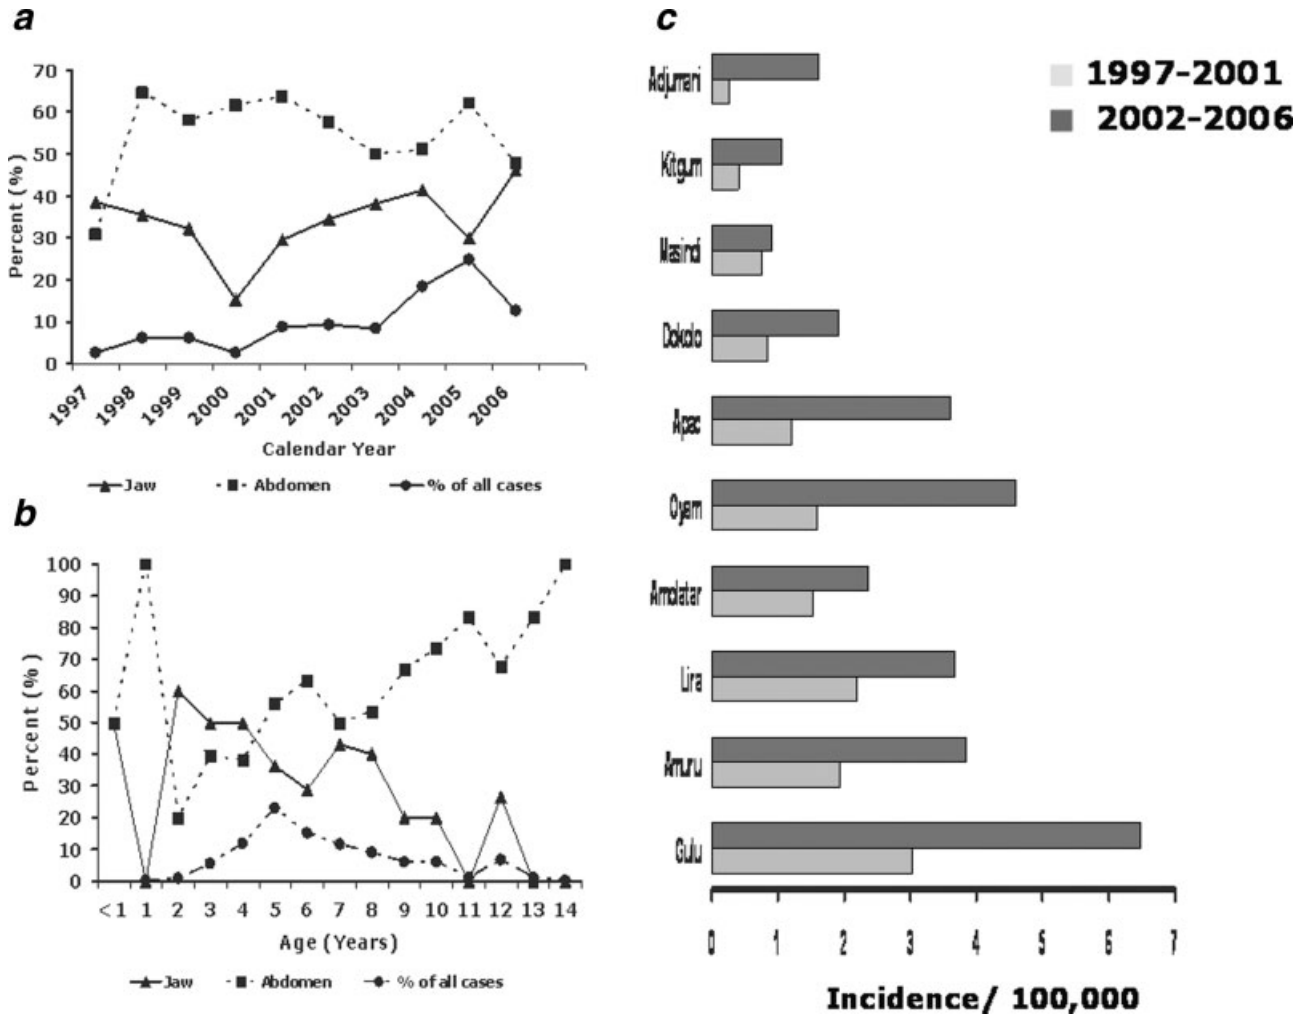 a
70
60
50
40
30
20
10
0
Percent (%)
1997
1998
1999
2000
2001
2002
2003
2004
2005
2006
Calendar Year
Jaw
Abdomen
% of all cases
b
100
90
80
70
60
50
40
30
20
10
0
Percent (%)
<1 1 2 3 4 5 6 7 8 9 10 11 12 13 14
Age (Years)
Jaw
Abdomen
% of all cases
c
1997-2001
2002-2006
Adjumani
Kitgum
Masindi
Dokolo
Apac
Oyam
Amolatar
Lira
Amuru
Gulu
0 1 2 3 4 5 6 7
Incidence/ 100,000